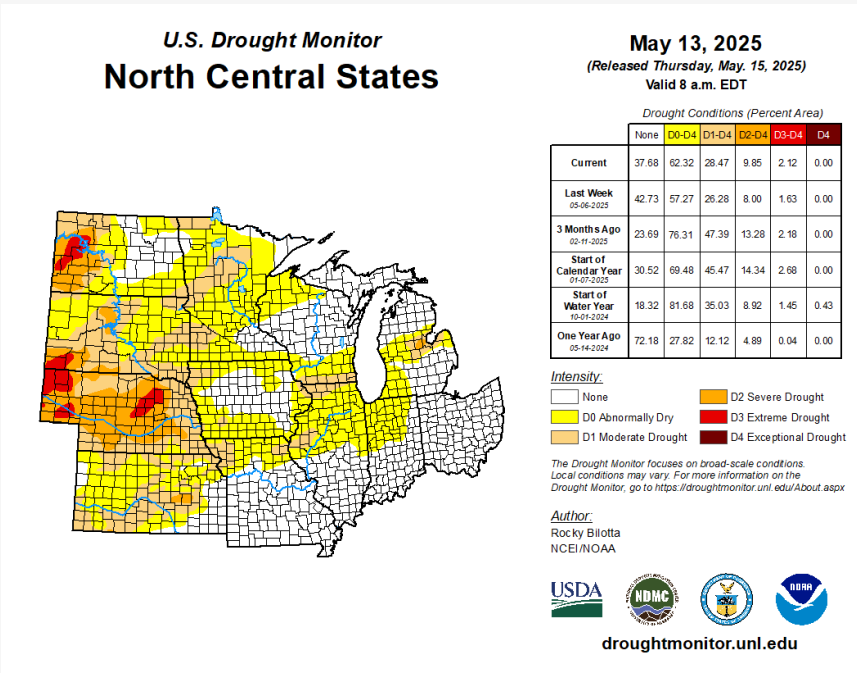 U.S. Drought Monitor
North Central States
May 13, 2025
(Released Thursday, May. 15, 2025)
Valid 8 a.m. EDT
Drought Conditions (Percent Area)
None D0-D4 D1-D4 D2-D4 D3-D4 D4
Current 37.68 62.32 28.47 9.85 2.12 0.00
Last Week
05-06-2025
42.73 57.27 26.28 8.00 1.63 0.00
3 Months Ago
02-11-2025
23.69 76.31 47.39 13.28 2.18 0.00
Start of
Calendar Year
01-07-2025
30.52 69.48 45.47 14.34 2.68 0.00
Start of
Water Year
10-01-2024
18.32 81.68 35.03 8.92 1.45 0.43
One Year Ago
05-14-2024
72.18 27.82 12.12 4.89 0.04 0.00
Intensity:
None
D0 Abnormally Dry
D1 Moderate Drought
D2 Severe Drought
D3 Extreme Drought
D4 Exceptional Drought
The Drought Monitor focuses on broad-scale conditions.
Local conditions may vary. For more information on the
Drought Monitor, go to https://droughtmonitor.unl.edu/About.aspx
Author:
Rocky Bilotta
NCEI/NOAA
USDA
NDMC
NOAA
droughtmonitor.unl.edu